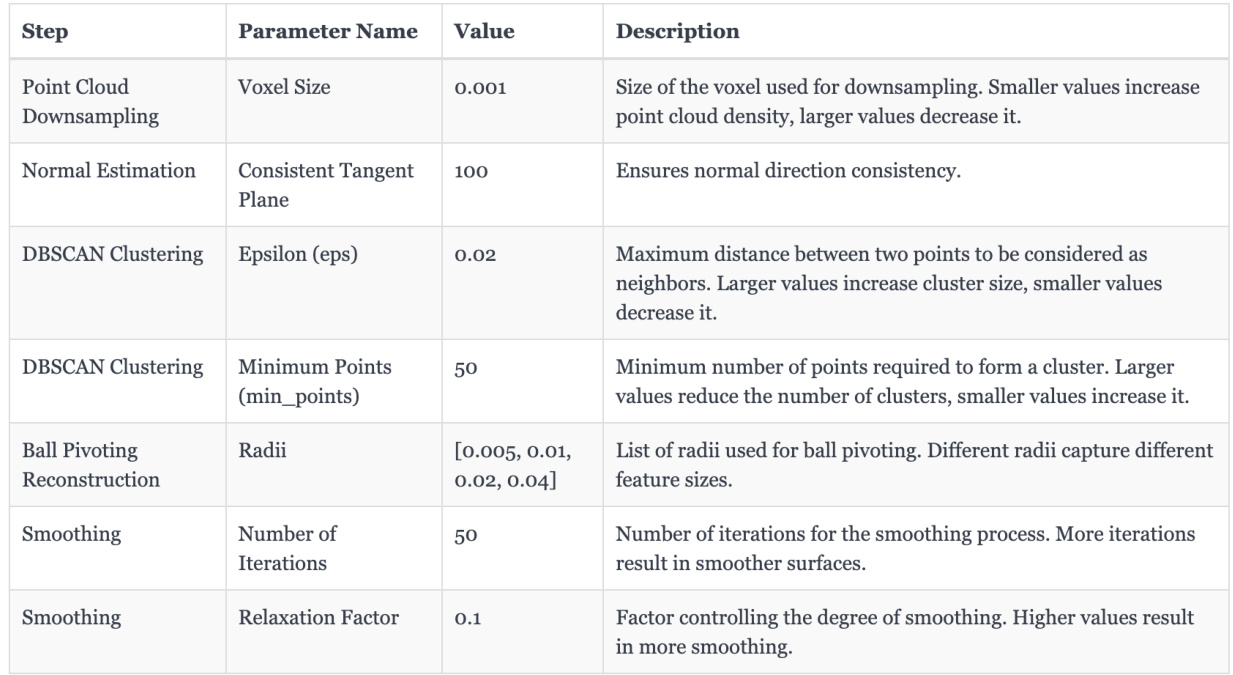 Step Parameter Name Value Description
Point Cloud Downsampling Voxel Size 0.001 Size of the voxel used for downsampling. Smaller values increase
point cloud density, larger values decrease it.
Normal Estimation Consistent Tangent Plane 100 Ensures normal direction consistency.
DBSCAN Clustering Epsilon (eps) 0.02 Maximum distance between two points to be considered as
neighbors. Larger values increase cluster size, smaller values
decrease it.
DBSCAN Clustering Minimum Points (min_points) 50 Minimum number of points required to form a cluster. Larger
values reduce the number of clusters, smaller values increase it.
Ball Pivoting Reconstruction Radii [0.005, 0.01, 0.02, 0.04] List of radii used for ball pivoting. Different radii capture different
feature sizes.
Smoothing Number of Iterations 50 Number of iterations for the smoothing process. More iterations
result in smoother surfaces.
Smoothing Relaxation Factor 0.1 Factor controlling the degree of smoothing. Higher values result
in more smoothing.